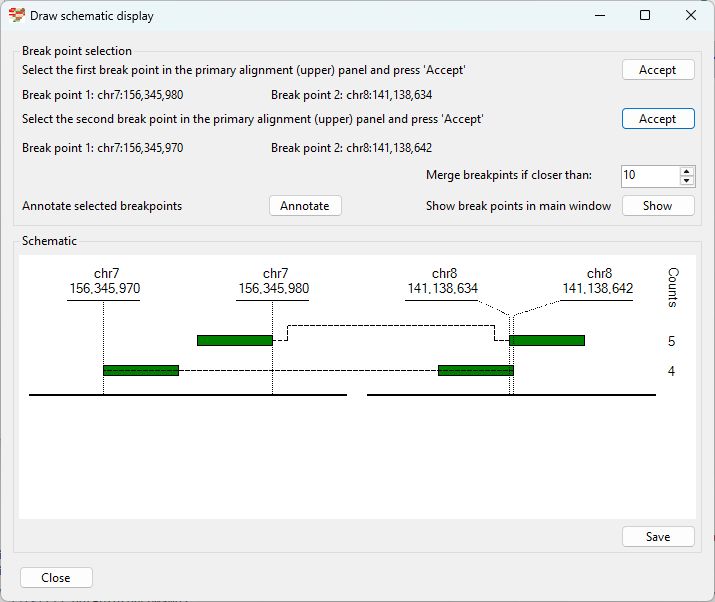 Draw schematic display
Break point selection
Select the first break point in the primary alignment (upper) panel and press 'Accept'
Accept
Break point 1: chr7:156,345,980
Break point 2: chr8:141,138,634
Select the second break point in the primary alignment (upper) panel and press 'Accept'
Accept
Break point 1: chr7:156,345,970
Break point 2: chr8:141,138,642
Merge breakpints if closer than:
10
Annotate selected breakpoints
Annotate
Show break points in main window
Show
Schematic
chr7
156,345,970
chr7
156,345,980
chr8
141,138,634
chr8
141,138,642
Counts
5
4
Save
Close